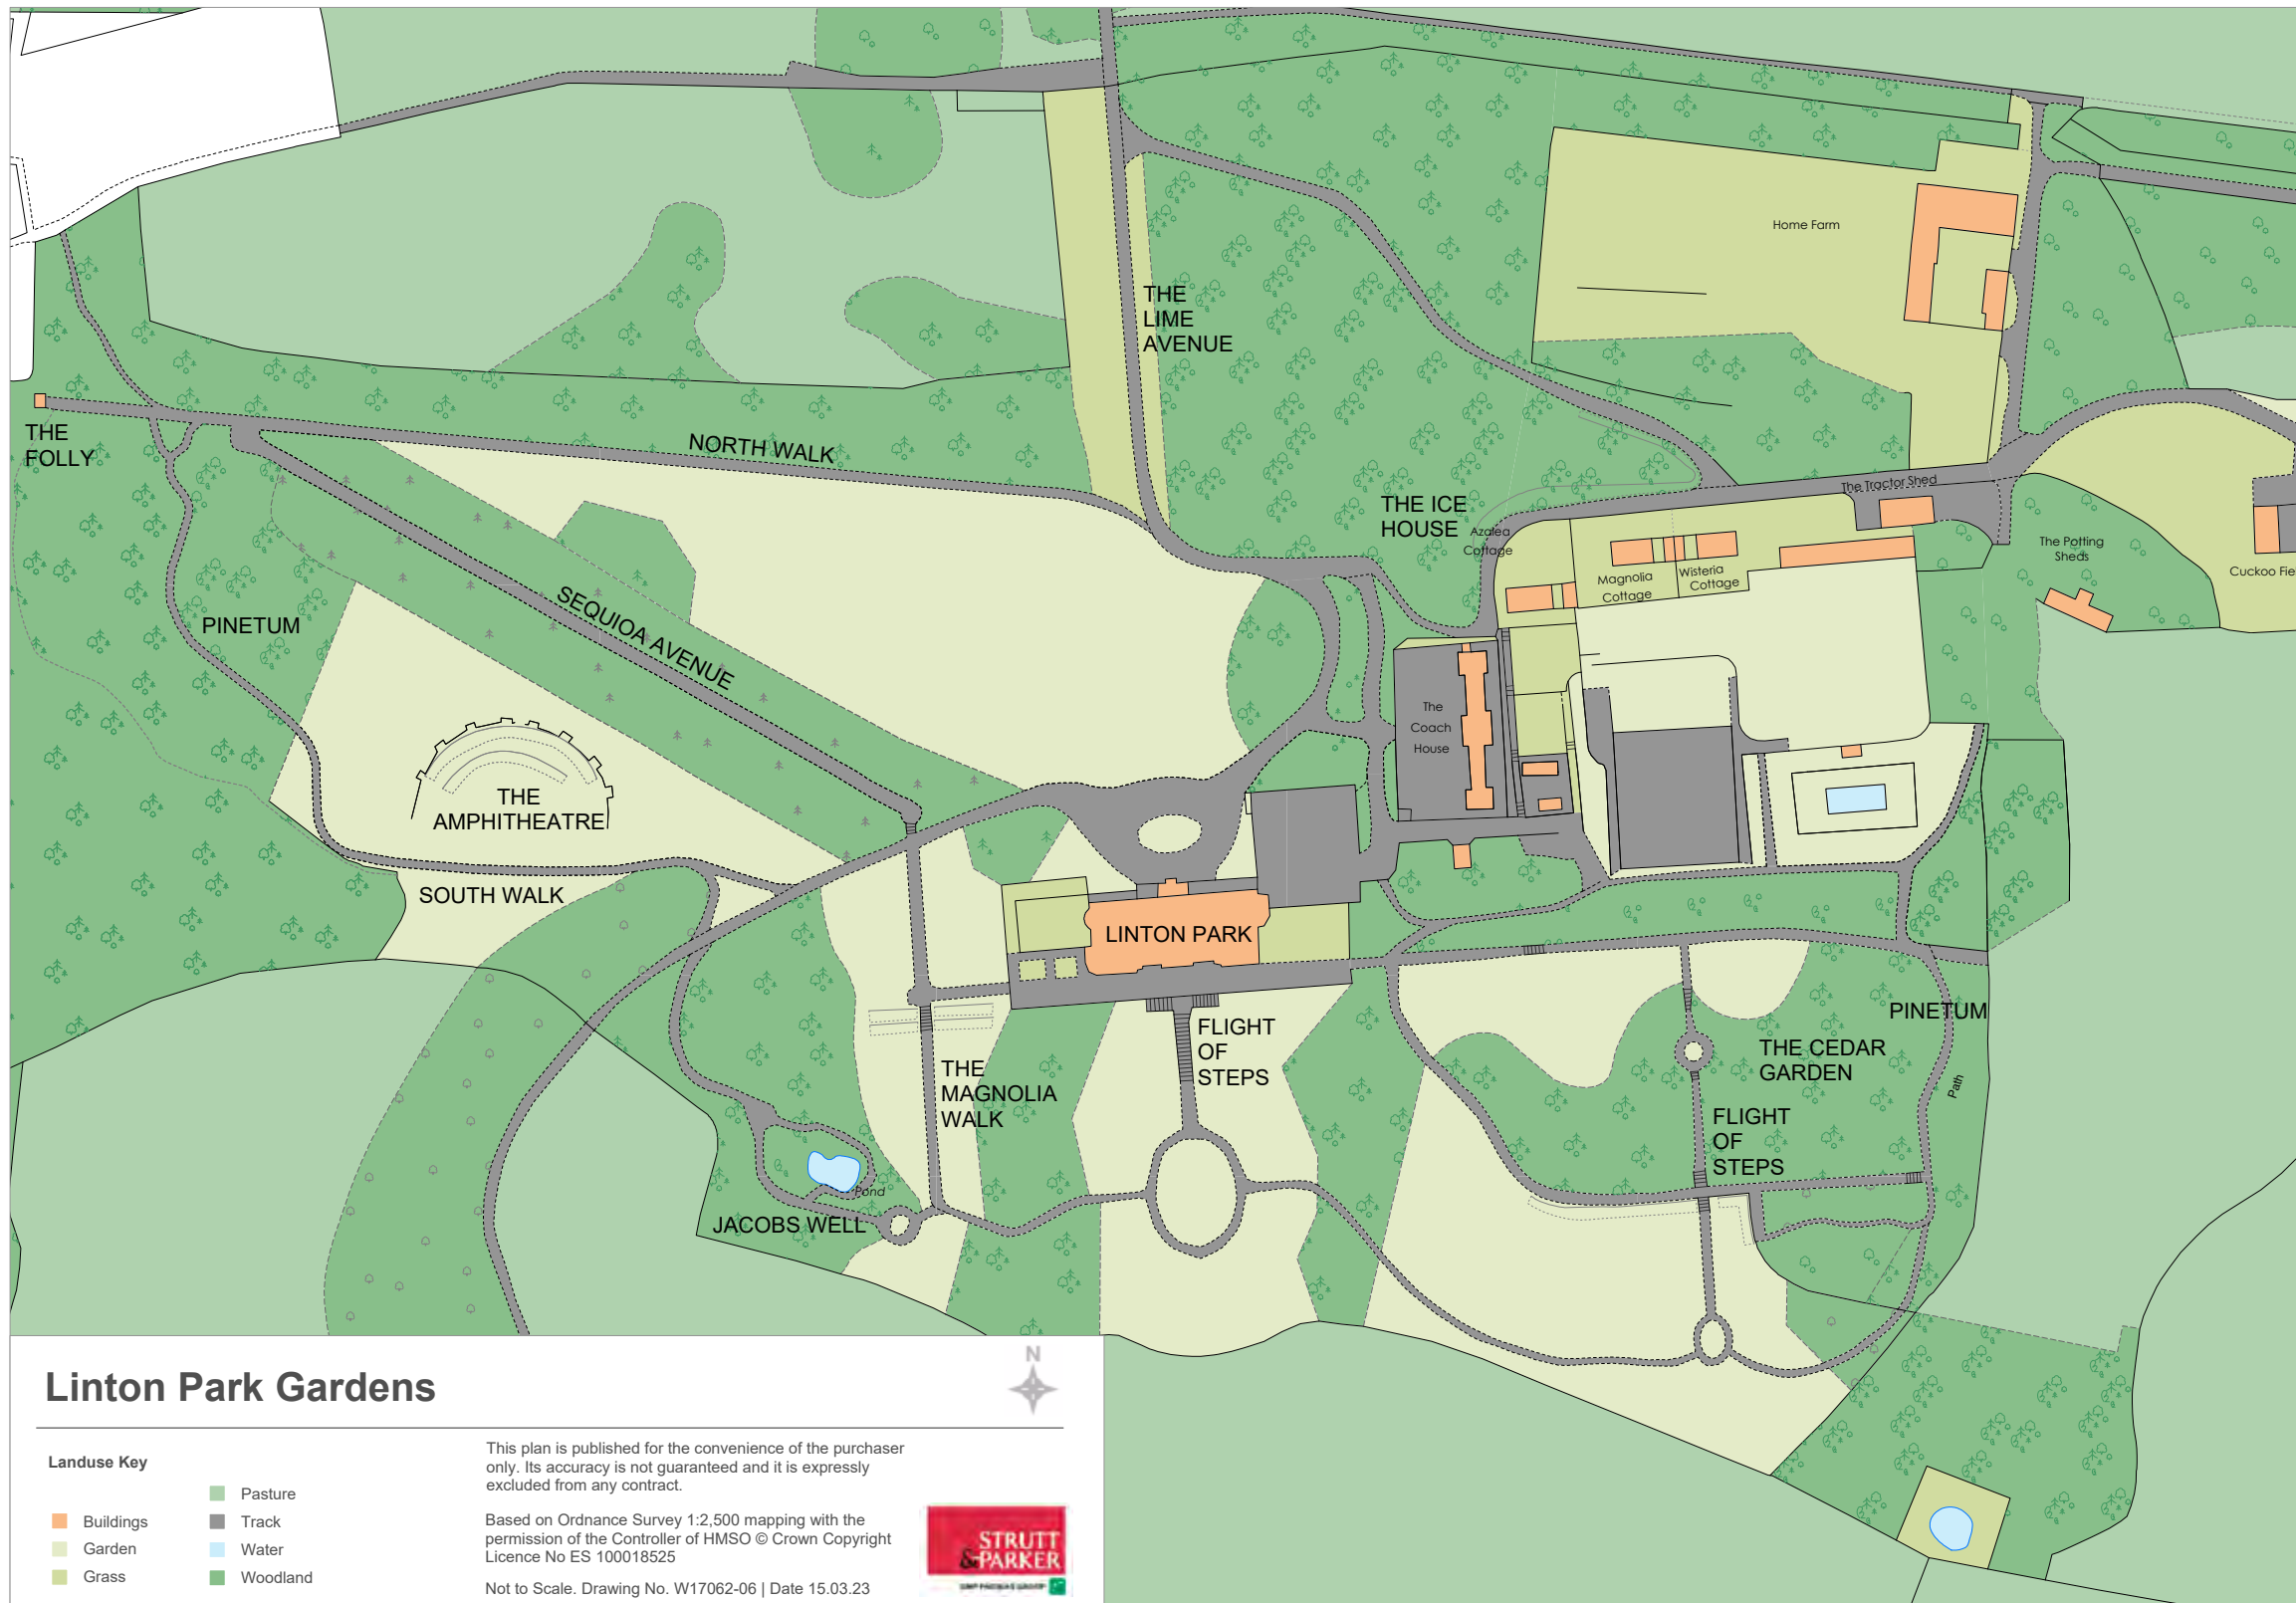 Home Farm
THE
LIME
AVENUE
THE
FOLLY
NORTH WALK
The Tractor Shed
THE ICE
HOUSE
Azalea
Cottage
The Potting
Sheds
Cuckoo Fie
Magnolia
Cottage
Wisteria
Cottage
PINETUM
SEQUIOA AVENUE
The
Coach
House
THE
AMPHITHEATRE
SOUTH WALK
LINTON PARK
PINETUM
FLIGHT
OF
STEPS
THE CEDAR
GARDEN
THE
MAGNOLIA
WALK
Path
FLIGHT
OF
STEPS
Pond
JACOBS WELL
N
Linton Park Gardens
Landuse Key
Buildings
Garden
Grass
Pasture
Track
Water
Woodland
This plan is published for the convenience of the purchaser
only. Its accuracy is not guaranteed and it is expressly
excluded from any contract.
Based on Ordnance Survey 1:2,500 mapping with the
permission of the Controller of HMSO © Crown Copyright
Licence No ES 100018525
Not to Scale. Drawing No. W17062-06 | Date 15.03.23
STRUTT
&PARKER